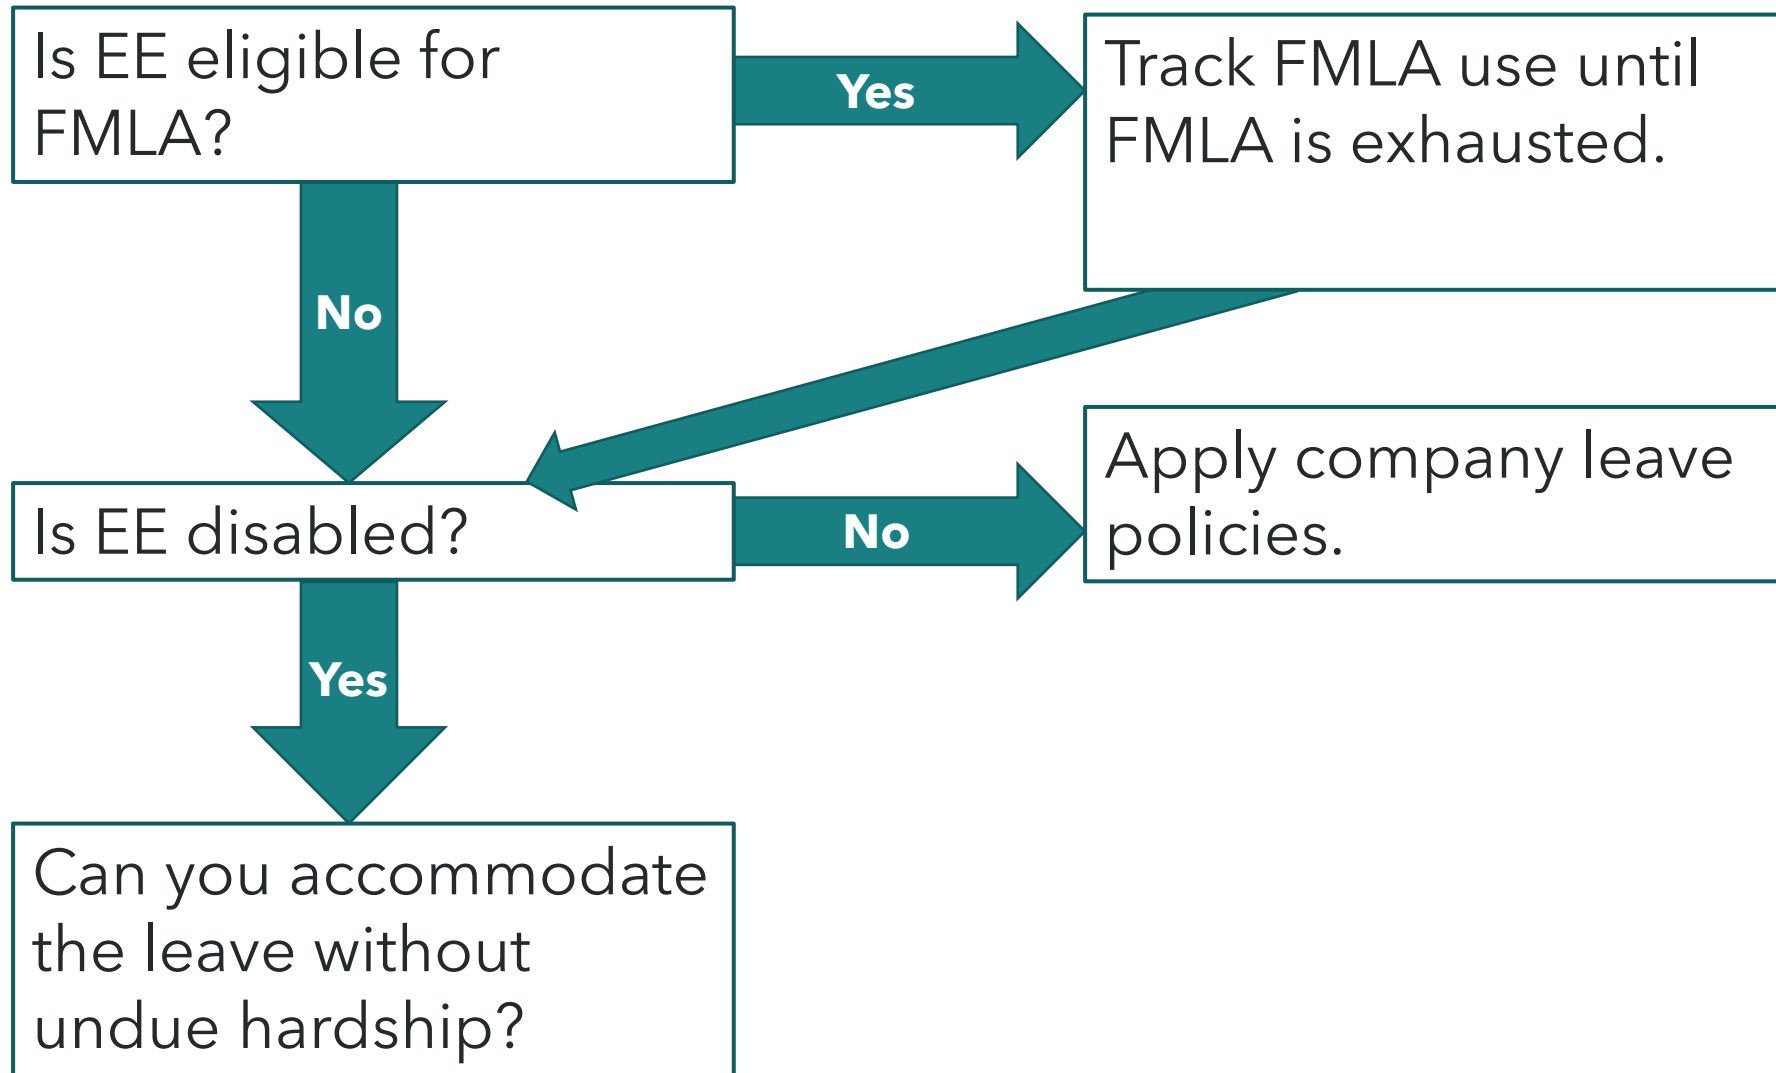 Is EE eligible for
FMLA?
Yes
Track FMLA use until
FMLA is exhausted.
No
Is EE disabled?
No
Apply company leave
policies.
Yes
Can you accommodate
the leave without
undue hardship?